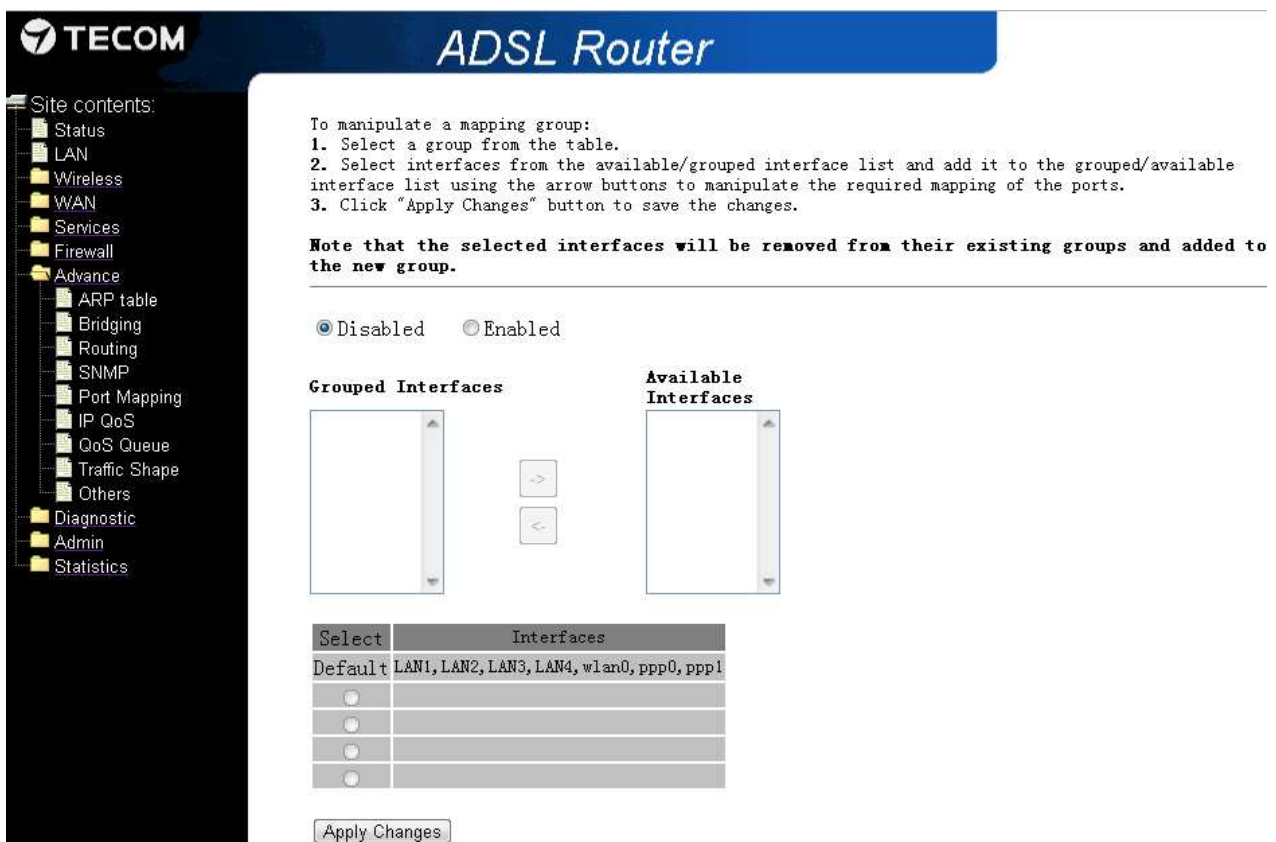 TECOM
ADSL Router
Site contents:
Status
LAN
Wireless
WAN
Services
Firewall
Advance
ARP table
Bridging
Routing
SNMP
Port Mapping
IP QoS
QoS Queue
Traffic Shape
Others
Diagnostic
Admin
Statistics
To manipulate a mapping group:
1. Select a group from the table.
2. Select interfaces from the available/grouped interface list and add it to the grouped/available
interface list using the arrow buttons to manipulate the required mapping of the ports.
3. Click "Apply Changes" button to save the changes.
Note that the selected interfaces will be removed from their existing groups and added to
the new group.
Disabled Enabled
Grouped Interfaces
Available
Interfaces
->
<-
Select Interfaces
Default LAN1,LAN2,LAN3,LAN4,wlan0,ppp0,ppp1
Apply Changes